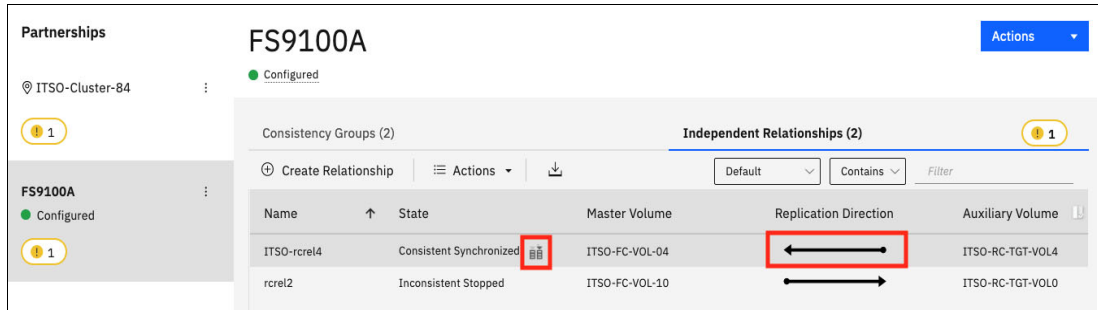 Partnerships
ITSO-Cluster-84
! 1
FS9100A
Configured
! 1
FS9100A
Configured
Actions
Consistency Groups (2)
Independent Relationships (2)
! 1
Create Relationship
Actions
Default
Contains
Filter
Name State Master Volume Replication Direction Auxiliary Volume
ITSO-rcrel4 Consistent Synchronized ITSO-FC-VOL-04 ITSO-RC-TGT-VOL4
rcrel2 Inconsistent Stopped ITSO-FC-VOL-10 ITSO-RC-TGT-VOL0